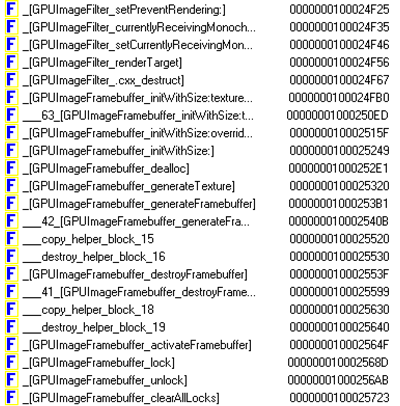 F _[GPUImageFilter_setPreventRendering:] 0000000100024F25
F _[GPUImageFilter_currentlyReceivingMonoch... 0000000100024F35
F _[GPUImageFilter_setCurrentlyReceivingMon... 0000000100024F46
F _[GPUImageFilter_renderTarget] 0000000100024F56
F _[GPUImageFilter_.cxx_destruct] 0000000100024F67
F _[GPUImageFramebuffer_initWithSize:texture... 0000000100024FB0
F ___63_[GPUImageFramebuffer_initWithSize:t... 00000001000250ED
F _[GPUImageFramebuffer_initWithSize:overrid... 000000010002515F
F _[GPUImageFramebuffer_initWithSize:] 0000000100025249
F _[GPUImageFramebuffer_dealloc] 00000001000252E1
F _[GPUImageFramebuffer_generateTexture] 0000000100025320
F _[GPUImageFramebuffer_generateFramebuffer] 00000001000253B1
F ___42_[GPUImageFramebuffer_generateFra... 000000010002540B
F ___copy_helper_block_15 0000000100025520
F ___destroy_helper_block_16 0000000100025530
F _[GPUImageFramebuffer_destroyFramebuffer] 000000010002553F
F ___41_[GPUImageFramebuffer_destroyFrame... 0000000100025599
F ___copy_helper_block_18 0000000100025630
F ___destroy_helper_block_19 0000000100025640
F _[GPUImageFramebuffer_activateFramebuffer] 000000010002564F
F _[GPUImageFramebuffer_lock] 000000010002568D
F _[GPUImageFramebuffer_unlock] 00000001000256AB
F _[GPUImageFramebuffer_clearAllLocks] 0000000100025723